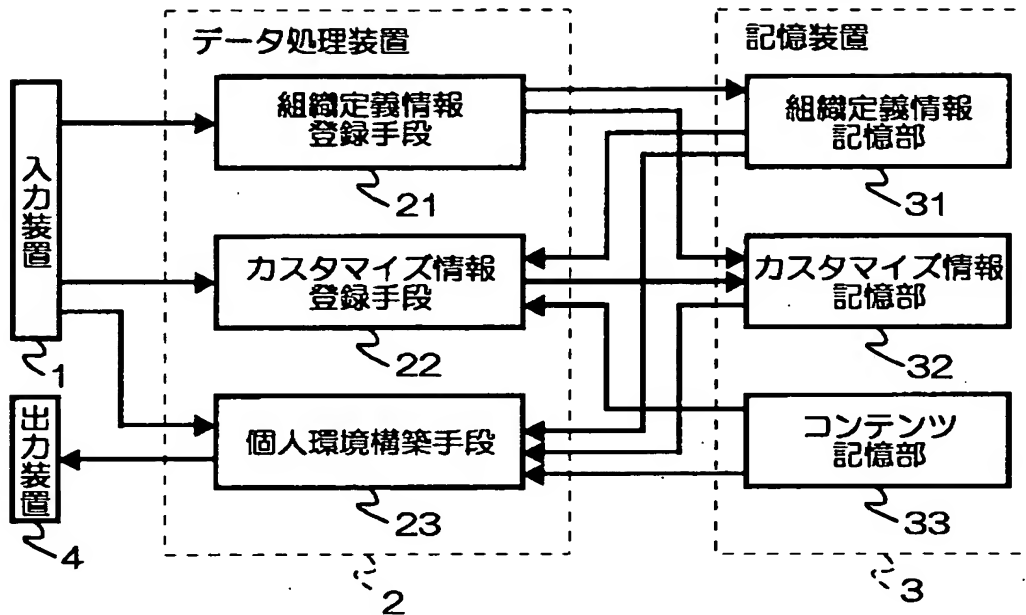 データ処理装置
記憶装置
入力装置
1
出力装置
4
組織定義情報
登録手段
21
カスタマイズ情報
登録手段
22
個人環境構築手段
23
2
組織定義情報
記憶部
31
カスタマイズ情報
記憶部
32
コンテンツ
記憶部
33
3